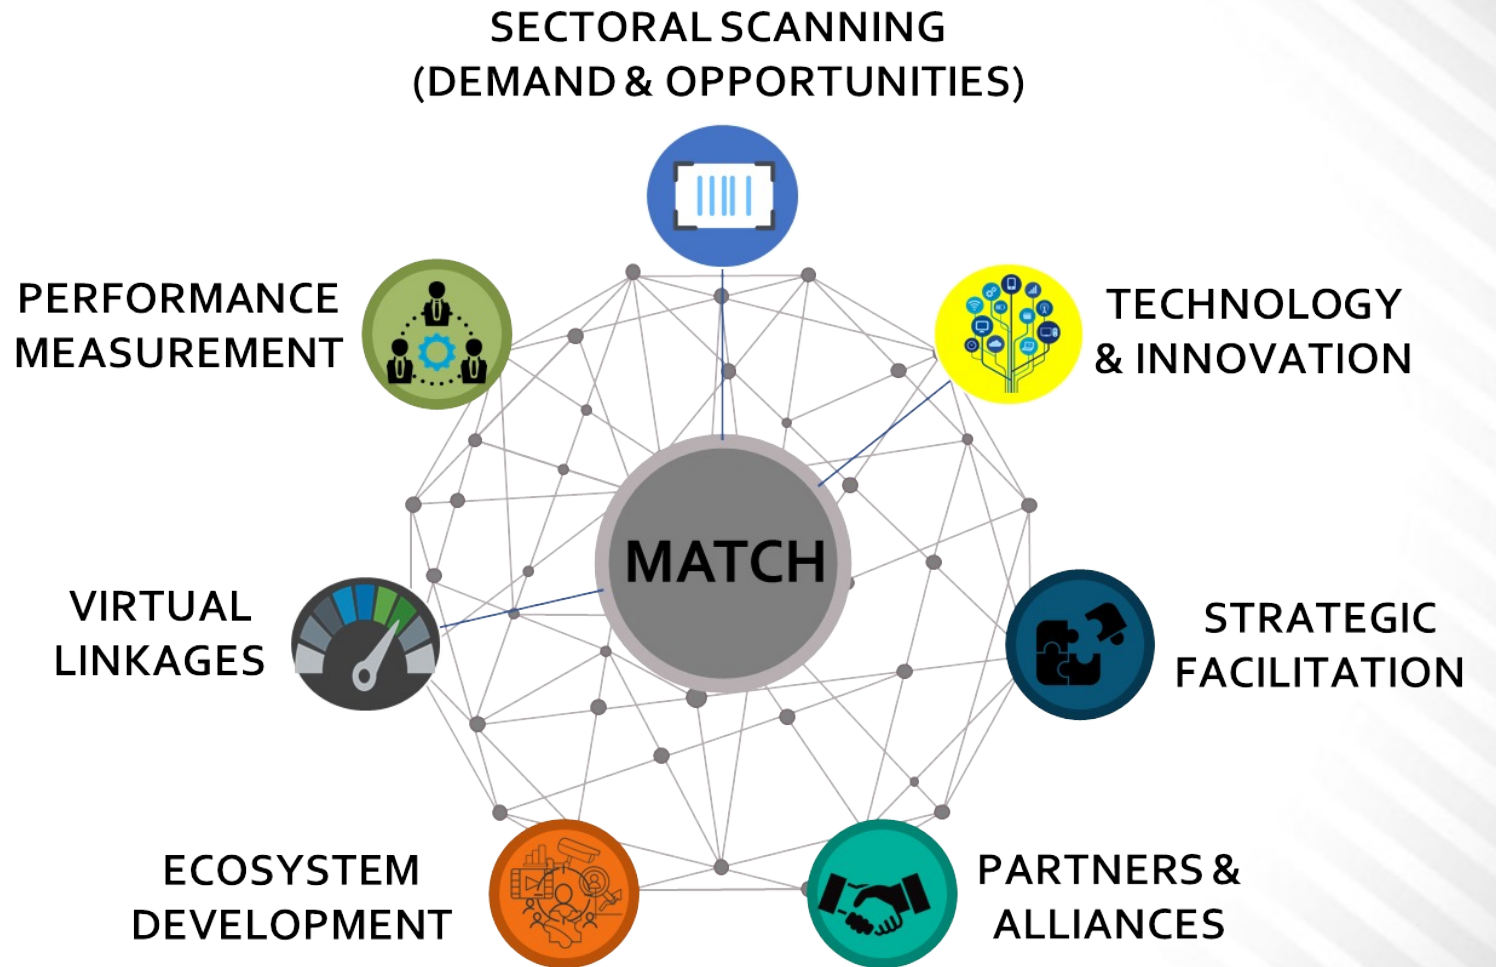 SECTORAL SCANNING
(DEMAND & OPPORTUNITIES)
PERFORMANCE
MEASUREMENT
TECHNOLOGY
& INNOVATION
MATCH
VIRTUAL
LINKAGES
STRATEGIC
FACILITATION
ECOSYSTEM
DEVELOPMENT
PARTNERS &
ALLIANCES